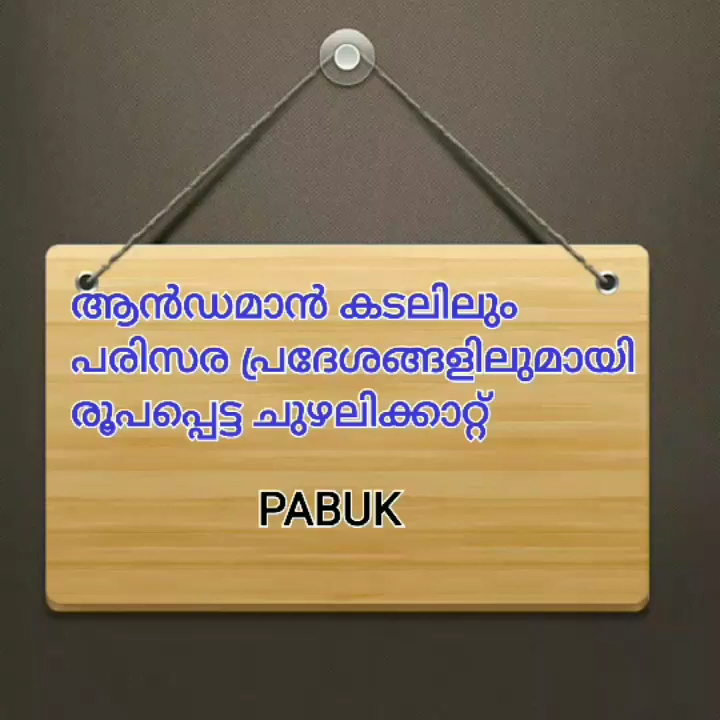 ആൻഡമാൻ കടലിലും
പരിസര പ്രദേശങ്ങളിലുമായി
രൂപപ്പെട്ട ചുഴലിക്കാറ്റ്
PABUK